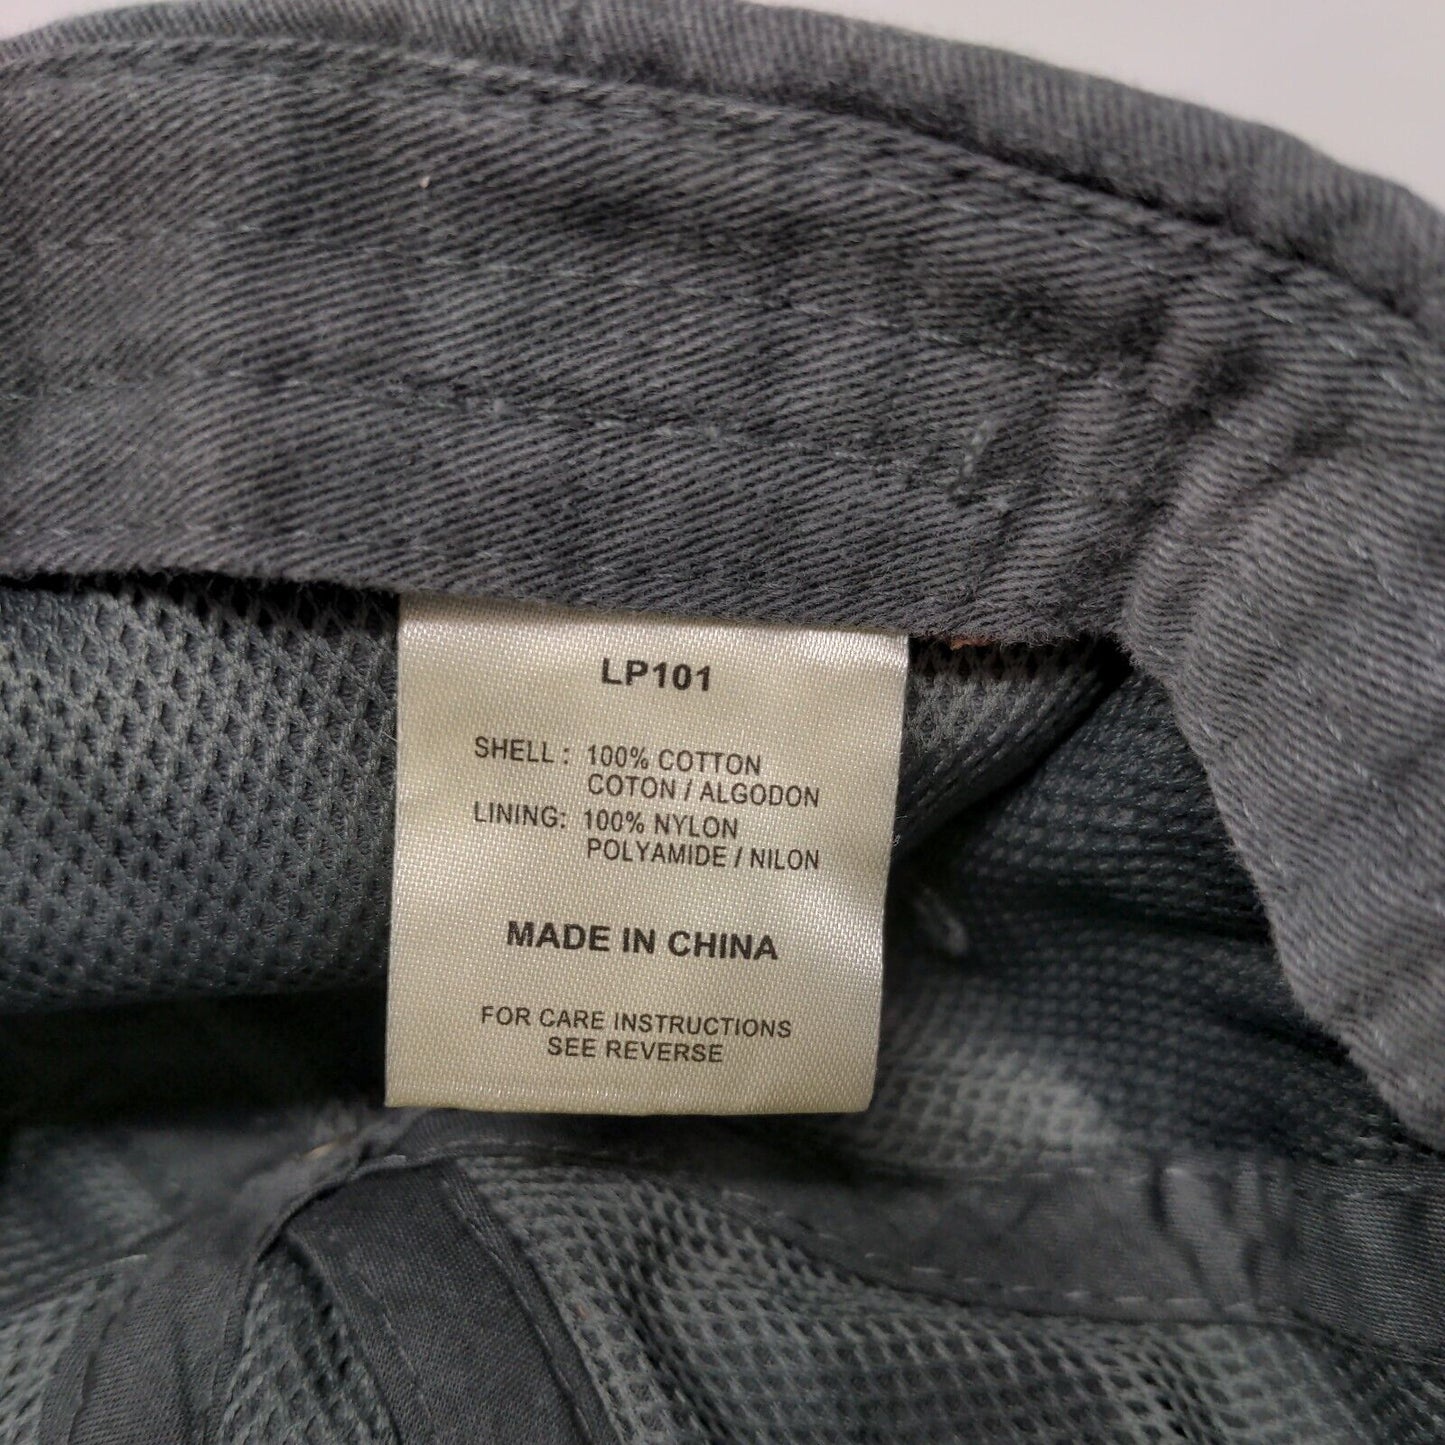 LP101
SHELL : 100% COTTON
COTON / ALGODON
LINING: 100% NYLON
POLYAMIDE / NILON
MADE IN CHINA
FOR CARE INSTRUCTIONS
SEE REVERSE